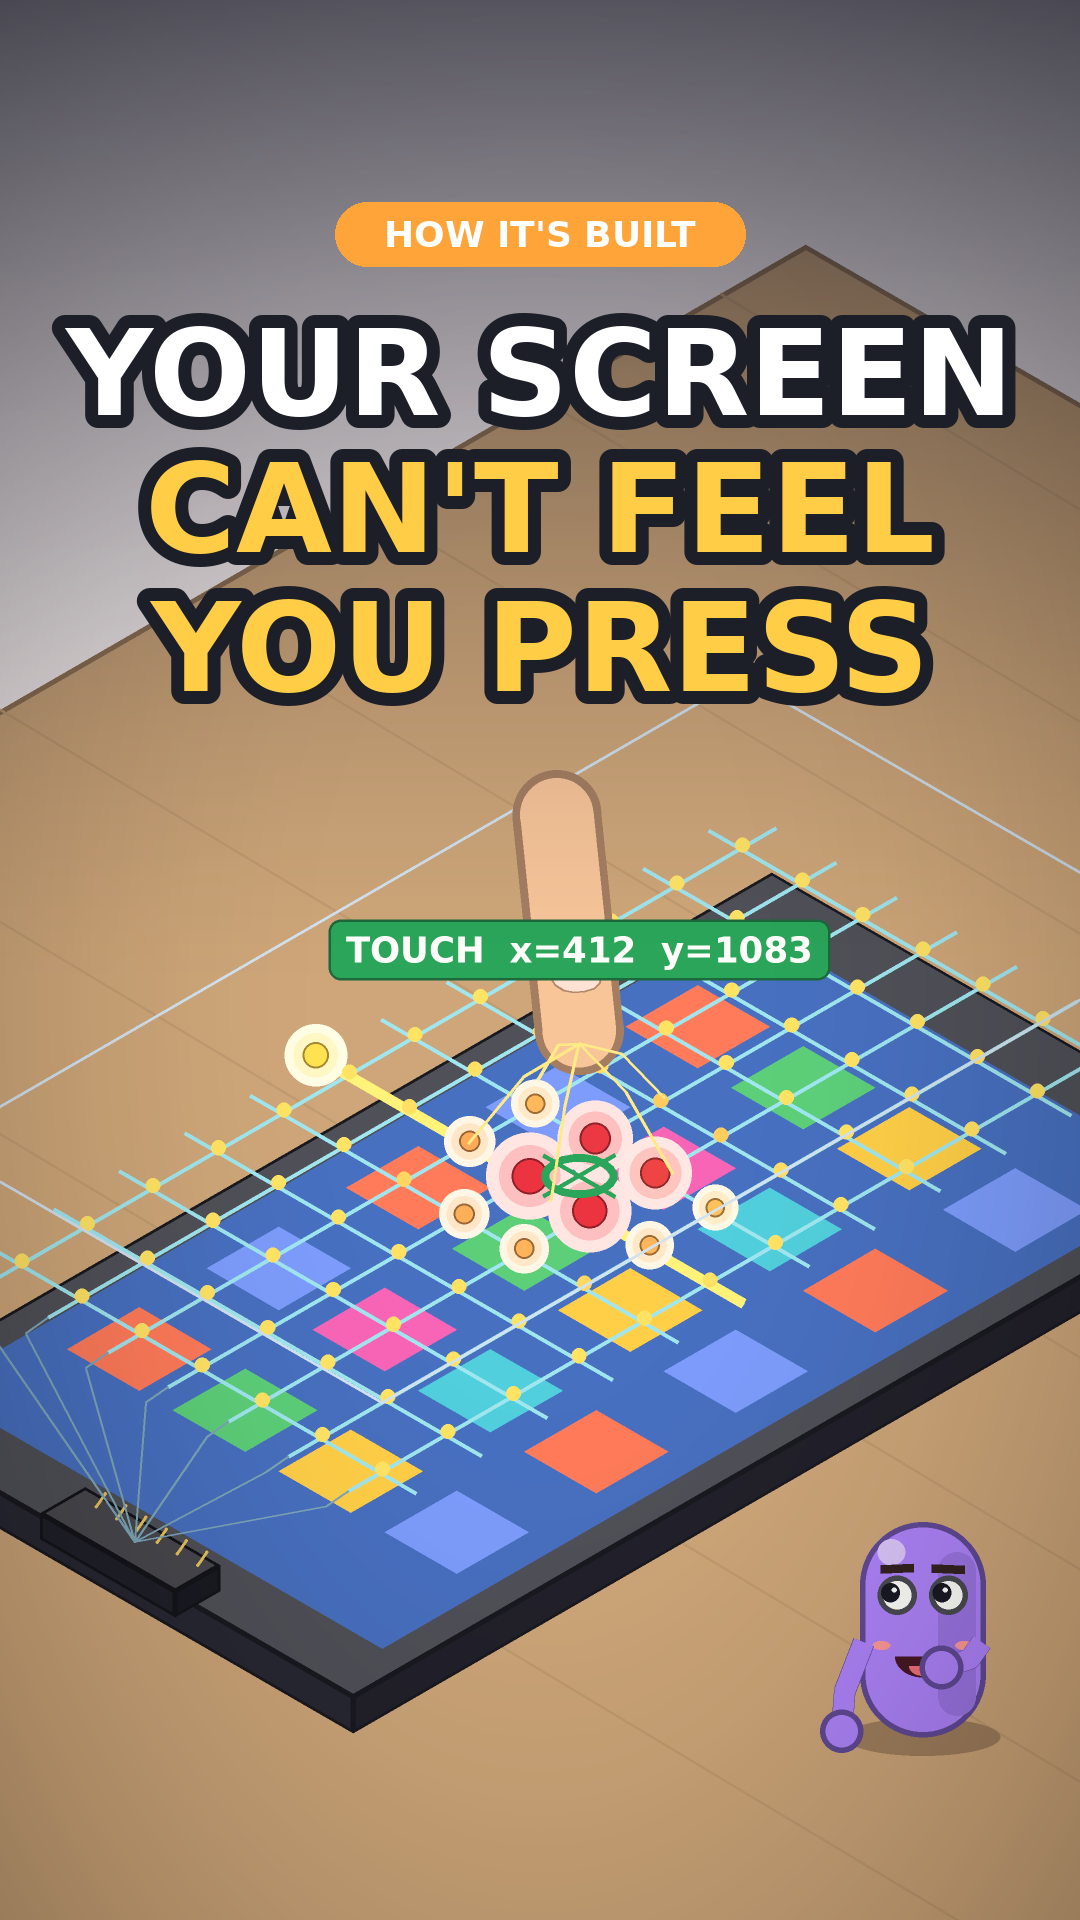 HOW IT'S BUILT
YOUR SCREEN
CAN'T FEEL
YOU PRESS
TOUCH x=412 y=1083